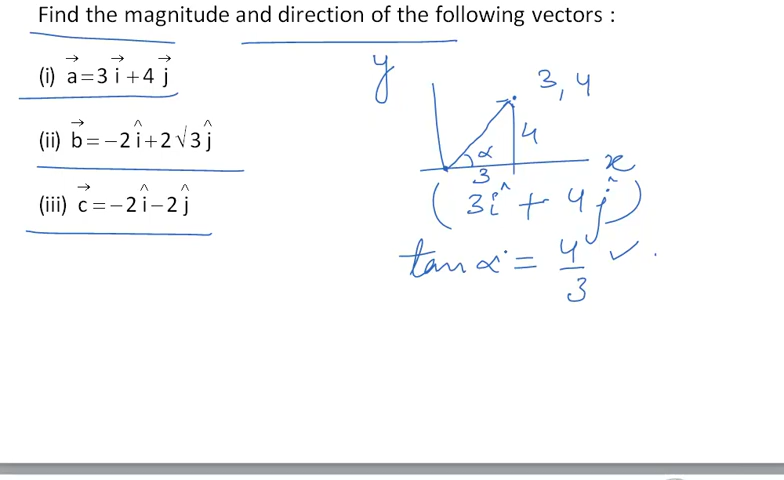 Find the magnitude and direction of the following vectors :
(i) a⃗=3 i⃗+4 j⃗
(ii) b⃗=−2 î+2√3 ĵ
(iii) c⃗=−2 î−2 ĵ
y
3, 4
4
α
3
x
(3î + 4ĵ)
tan α = 4/3 ✓ .